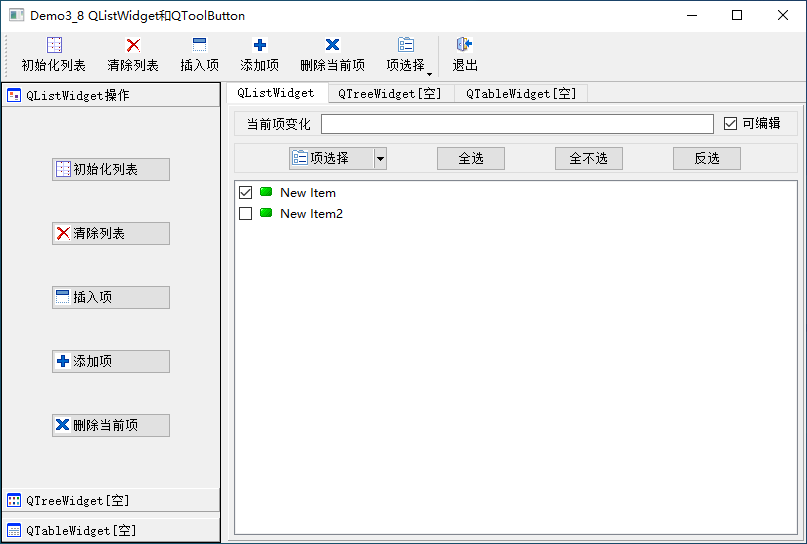 Demo3_8 QListWidget和QToolButton
初始化列表 清除列表 插入项 添加项 删除当前项 项选择 退出
QListWidget操作
初始化列表
清除列表
插入项
添加项
删除当前项
QTreeWidget[空]
QTableWidget[空]
QListWidget QTreeWidget[空] QTableWidget[空]
当前项变化 可编辑
项选择 全选 全不选 反选
New Item
New Item2